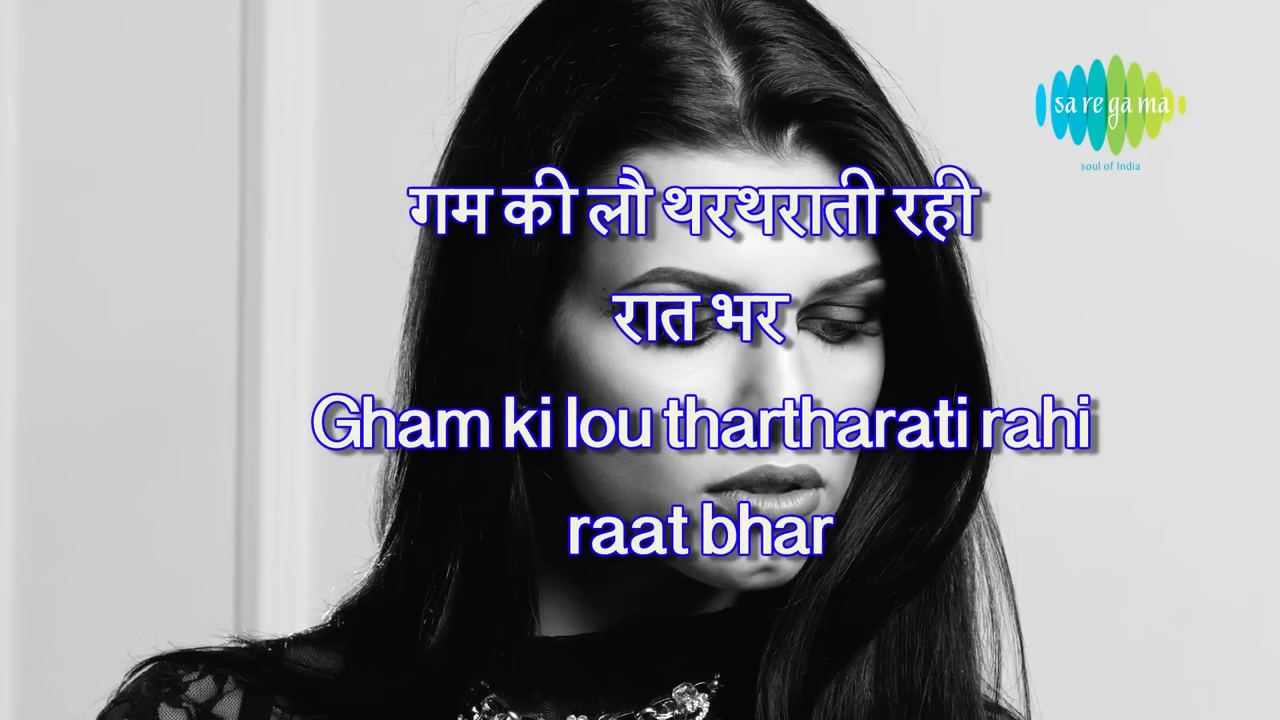 sa re ga ma
soul of India
गम की लौ थरथराती रही
रात भर
Gham ki lou thartharati rahi
raat bhar